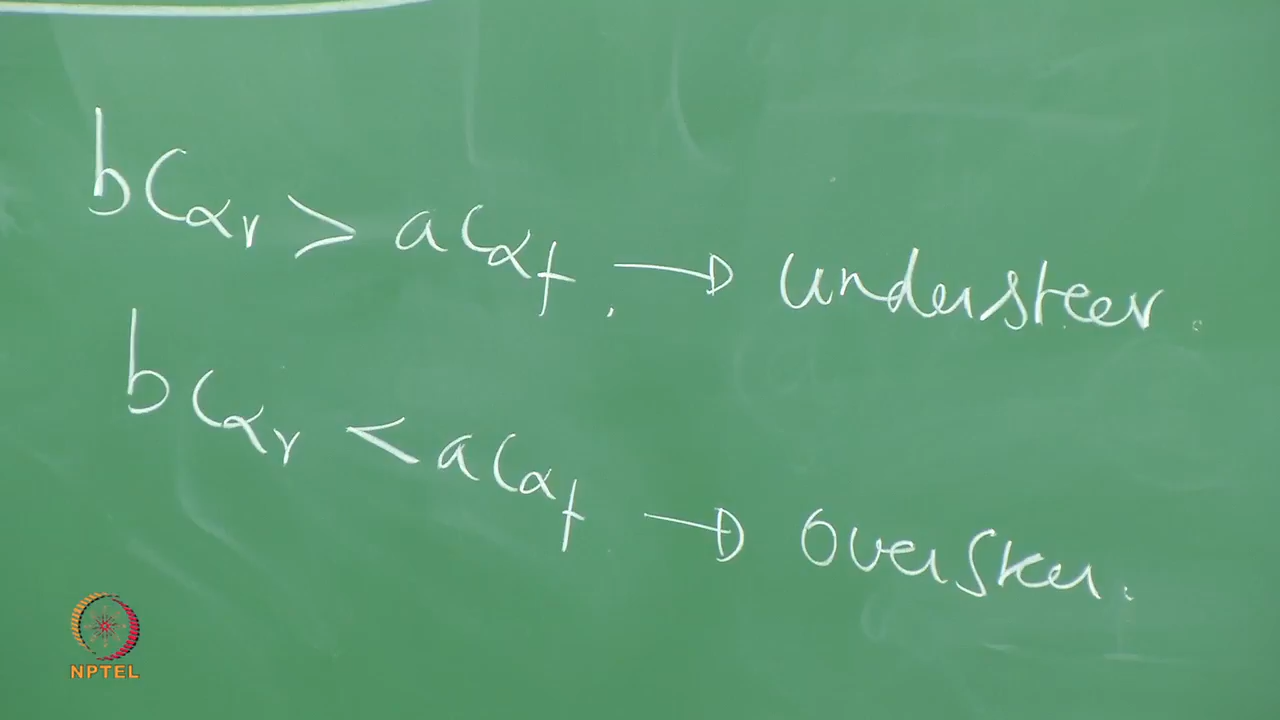 bCαr > aCαf → understeer.
bCαr < aCαf → oversteer.
NPTEL